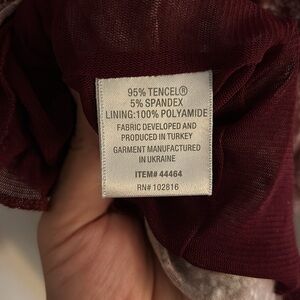 95% TENCEL®
5% SPANDEX
LINING:100% POLYAMIDE
FABRIC DEVELOPED AND
PRODUCED IN TURKEY
GARMENT MANUFACTURED
IN UKRAINE
ITEM# 44464
RN# 102816